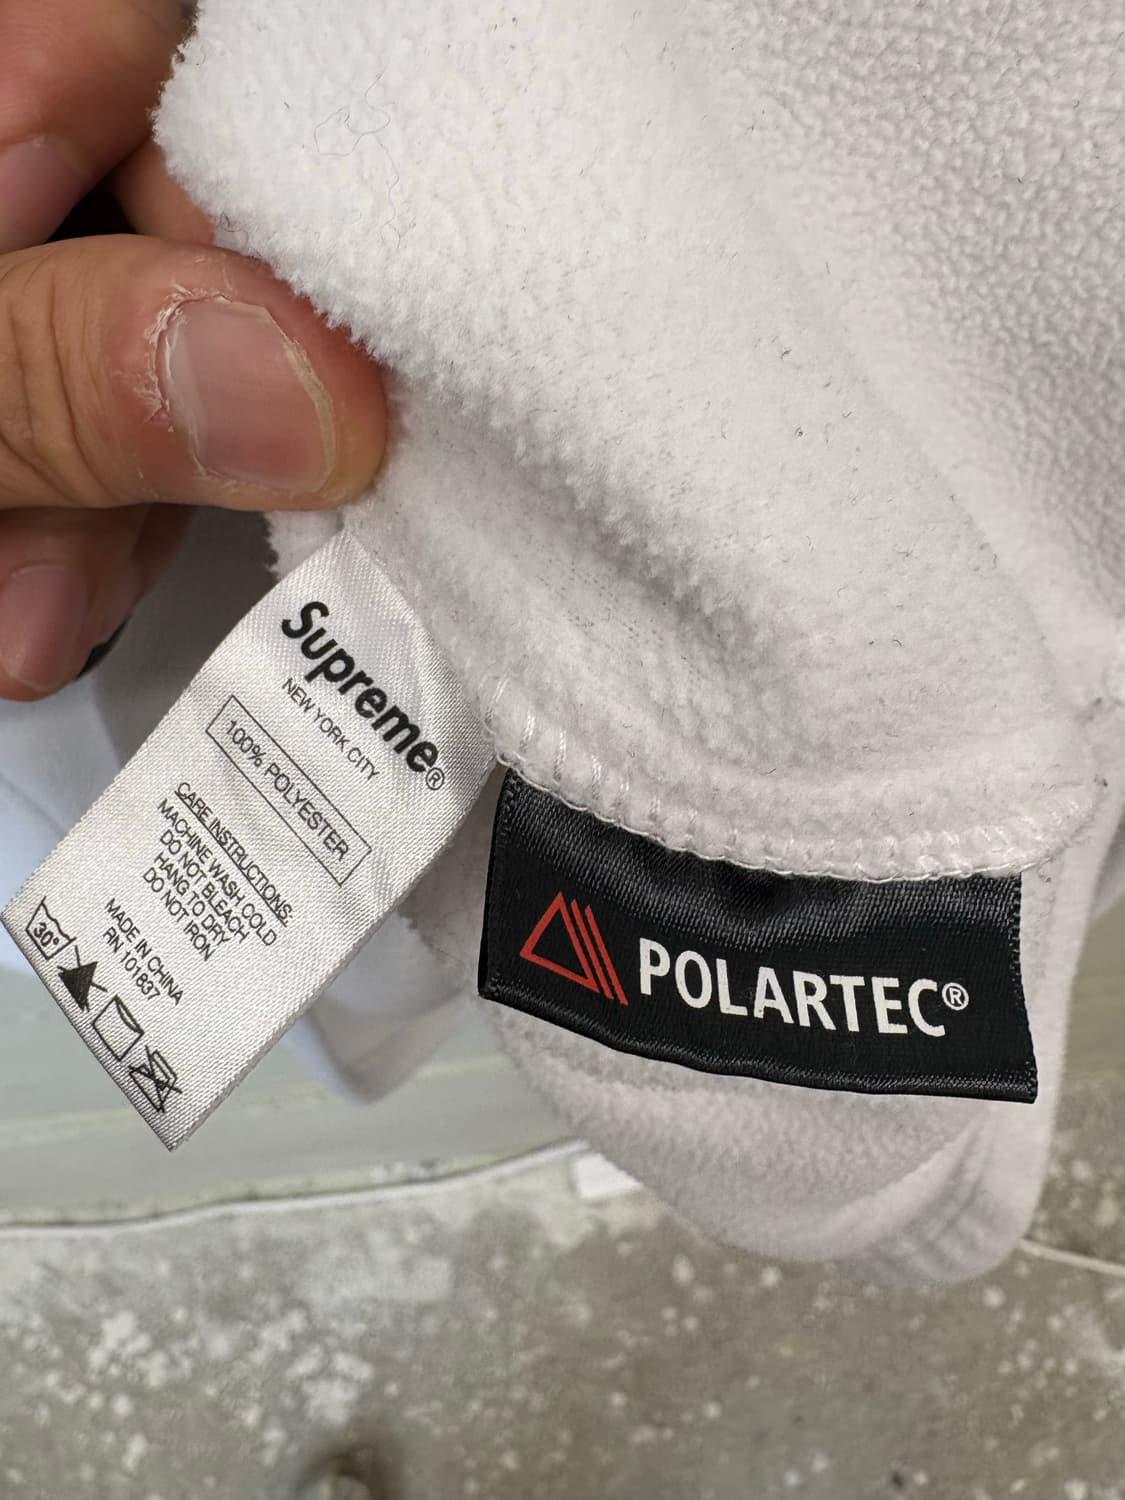 Supreme®
NEW YORK CITY
100% POLYESTER
CARE INSTRUCTIONS:
MACHINE WASH COLD
DO NOT BLEACH
HANG TO DRY
DO NOT IRON
MADE IN CHINA
RN 101837
30°
POLARTEC®